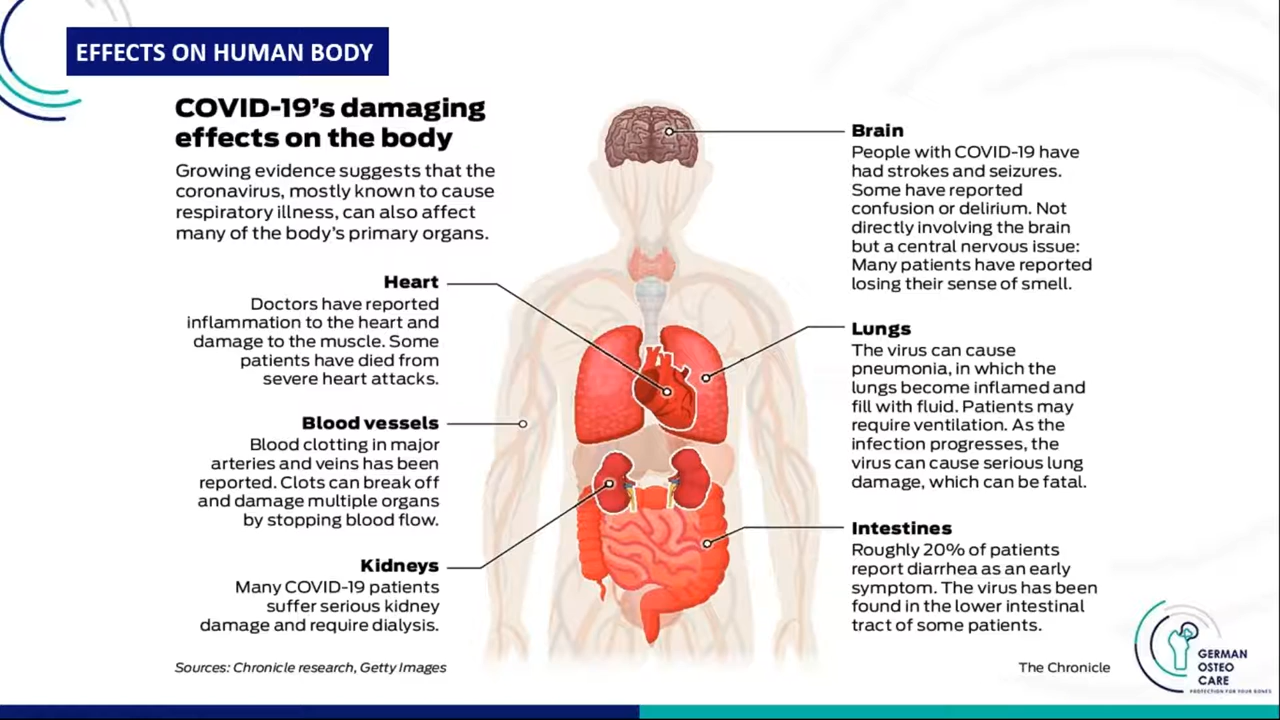 EFFECTS ON HUMAN BODY
COVID-19’s damaging
effects on the body
Growing evidence suggests that the
coronavirus, mostly known to cause
respiratory illness, can also affect
many of the body’s primary organs.
Heart
Doctors have reported
inflammation to the heart and
damage to the muscle. Some
patients have died from
severe heart attacks.
Blood vessels
Blood clotting in major
arteries and veins has been
reported. Clots can break off
and damage multiple organs
by stopping blood flow.
Kidneys
Many COVID-19 patients
suffer serious kidney
damage and require dialysis.
Brain
People with COVID-19 have
had strokes and seizures.
Some have reported
confusion or delirium. Not
directly involving the brain
but a central nervous issue:
Many patients have reported
losing their sense of smell.
Lungs
The virus can cause
pneumonia, in which the
lungs become inflamed and
fill with fluid. Patients may
require ventilation. As the
infection progresses, the
virus can cause serious lung
damage, which can be fatal.
Intestines
Roughly 20% of patients
report diarrhea as an early
symptom. The virus has been
found in the lower intestinal
tract of some patients.
Sources: Chronicle research, Getty Images
The Chronicle
GERMAN
OSTEO
CARE
PROTECTION FOR YOUR BONES